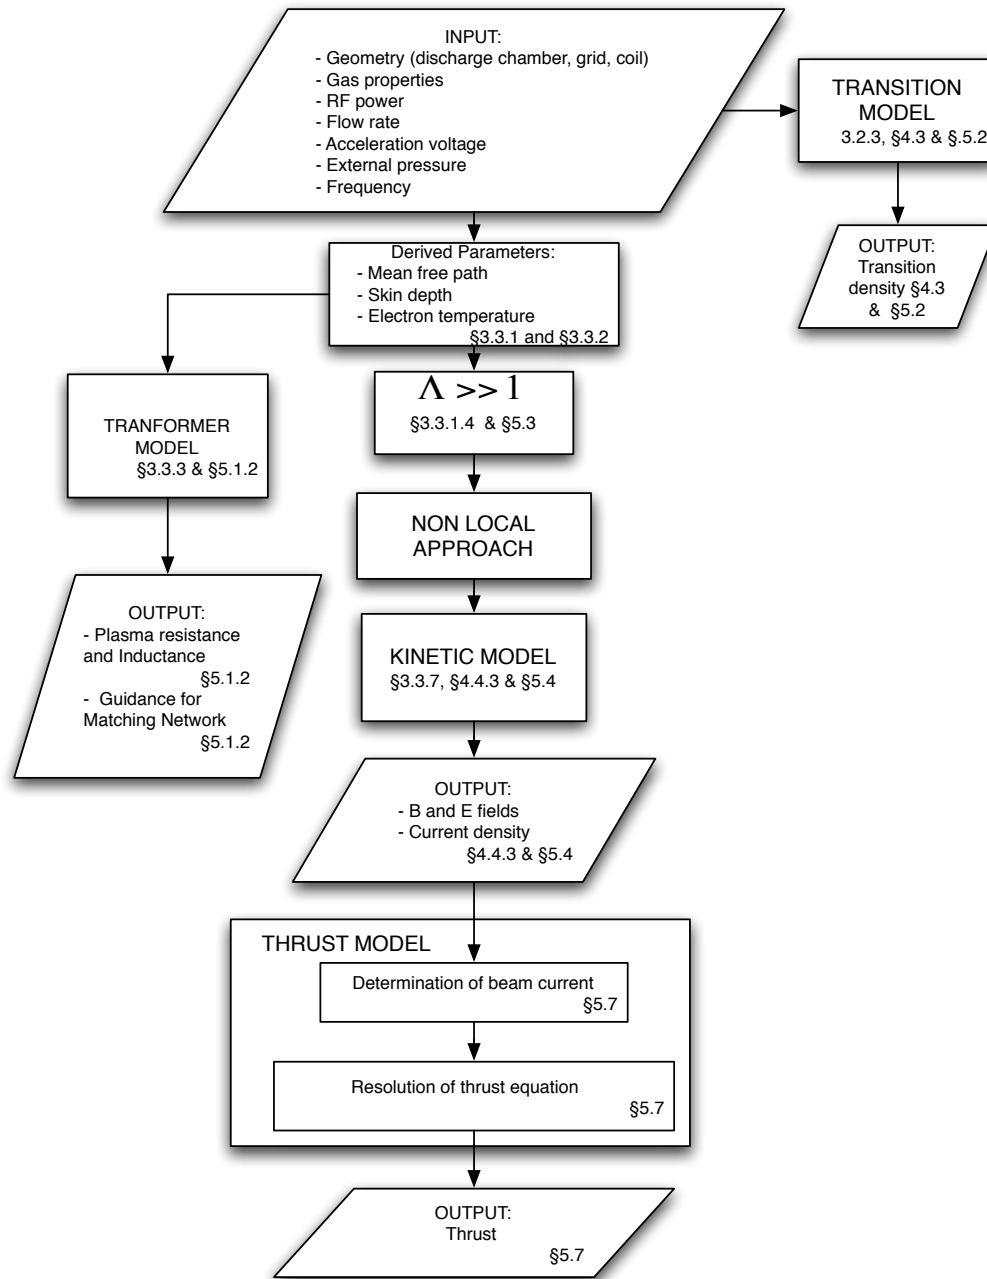 INPUT:
- Geometry (discharge chamber, grid, coil)
- Gas properties
- RF power
- Flow rate
- Acceleration voltage
- External pressure
- Frequency
TRANSITION
MODEL
3.2.3, §4.3 & §.5.2
OUTPUT:
Transition
density §4.3
& §5.2
Derived Parameters:
- Mean free path
- Skin depth
- Electron temperature
§3.3.1 and §3.3.2
TRANFORMER
MODEL
§3.3.3 & §5.1.2
Λ >> 1
§3.3.1.4 & §5.3
NON LOCAL
APPROACH
OUTPUT:
- Plasma resistance
and Inductance
§5.1.2
- Guidance for
Matching Network
§5.1.2
KINETIC MODEL
§3.3.7, §4.4.3 & §5.4
OUTPUT:
- B and E fields
- Current density
§4.4.3 & §5.4
THRUST MODEL
Determination of beam current
§5.7
Resolution of thrust equation
§5.7
OUTPUT:
Thrust
§5.7